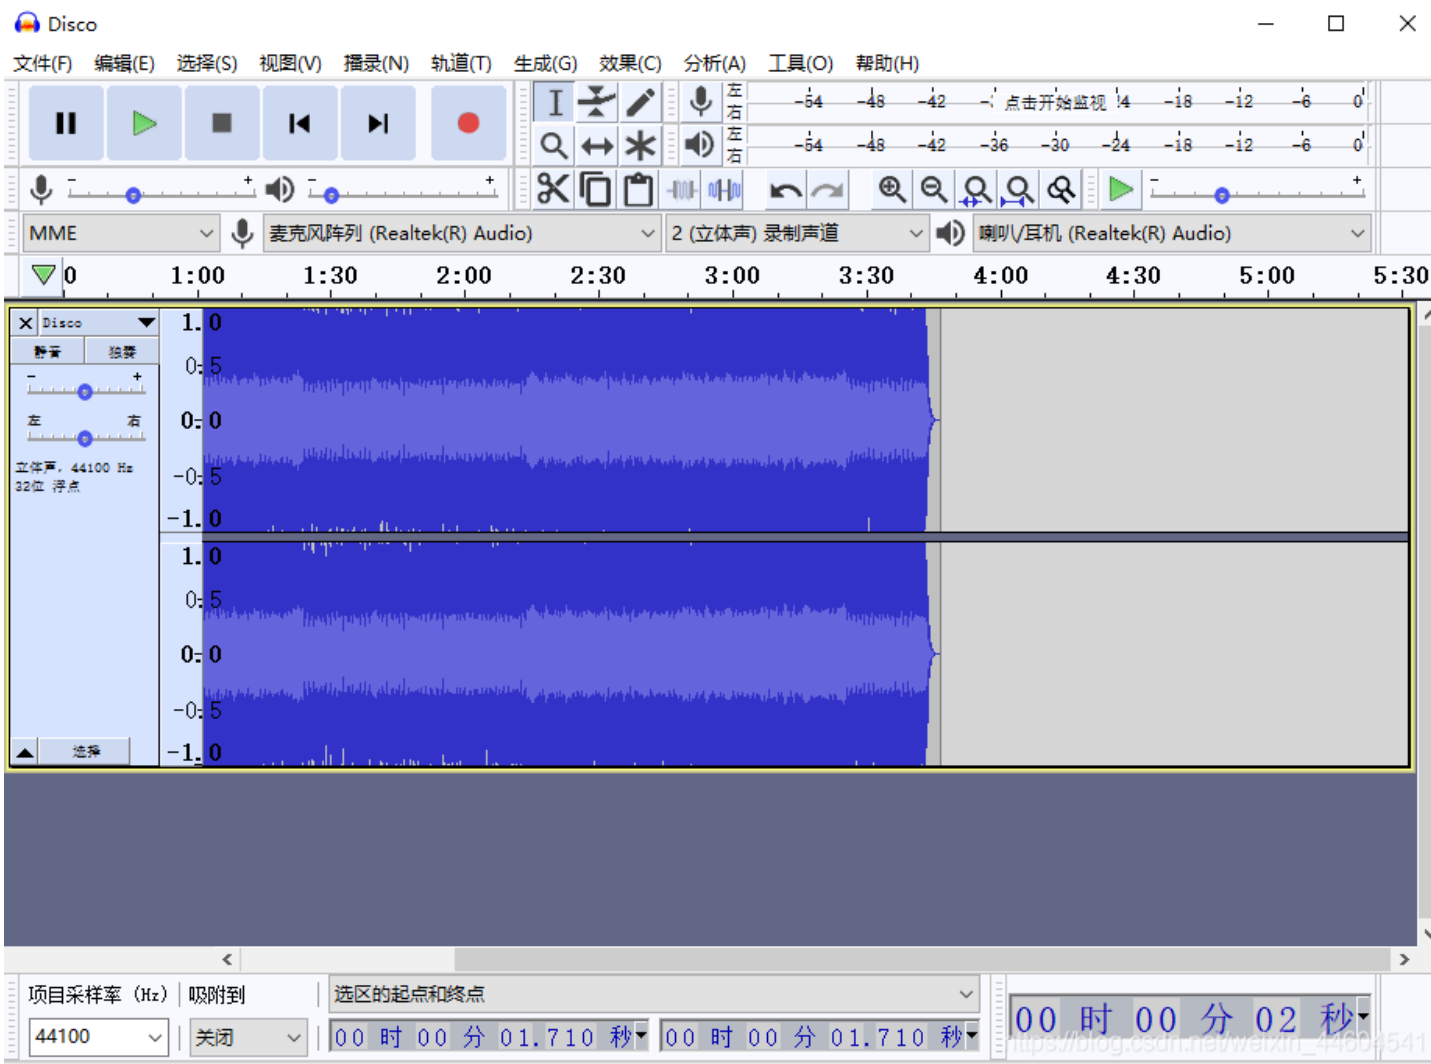 Disco
文件(F) 编辑(E) 选择(S) 视图(V) 播录(N) 轨道(T) 生成(G) 效果(C) 分析(A) 工具(O) 帮助(H)
左 右 -54 -48 -42 -3 点击开始监视 24 -18 -12 -6 0
左 右 -54 -48 -42 -36 -30 -24 -18 -12 -6 0
- + - + - +
MME 麦克风阵列 (Realtek(R) Audio) 2 (立体声) 录制声道 喇叭/耳机 (Realtek(R) Audio)
0 1:00 1:30 2:00 2:30 3:00 3:30 4:00 4:30 5:00 5:30
Disco
静音 独奏
- +
左 右
立体声, 44100 Hz
32位 浮点
选择
1.0
0.5
0.0
-0.5
-1.0
1.0
0.5
0.0
-0.5
-1.0
项目采样率 (Hz) 吸附到 选区的起点和终点
44100 关闭 00 时 00 分 01.710 秒 00 时 00 分 01.710 秒
00 时 00 分 02 秒
https://blog.csdn.net/weixin_44604541